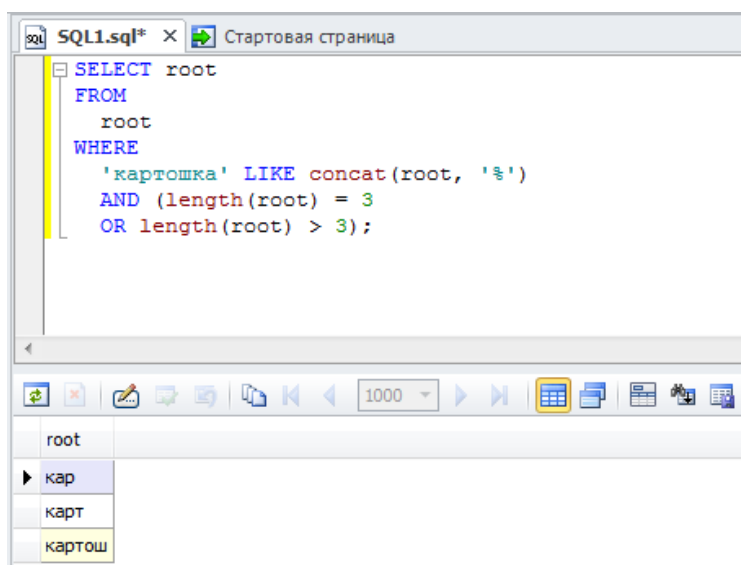 SQL1.sql* Стартовая страница
SELECT root
FROM
root
WHERE
'картошка' LIKE concat(root, '%')
AND (length(root) = 3
OR length(root) > 3);
1000
root
кар
карт
картош